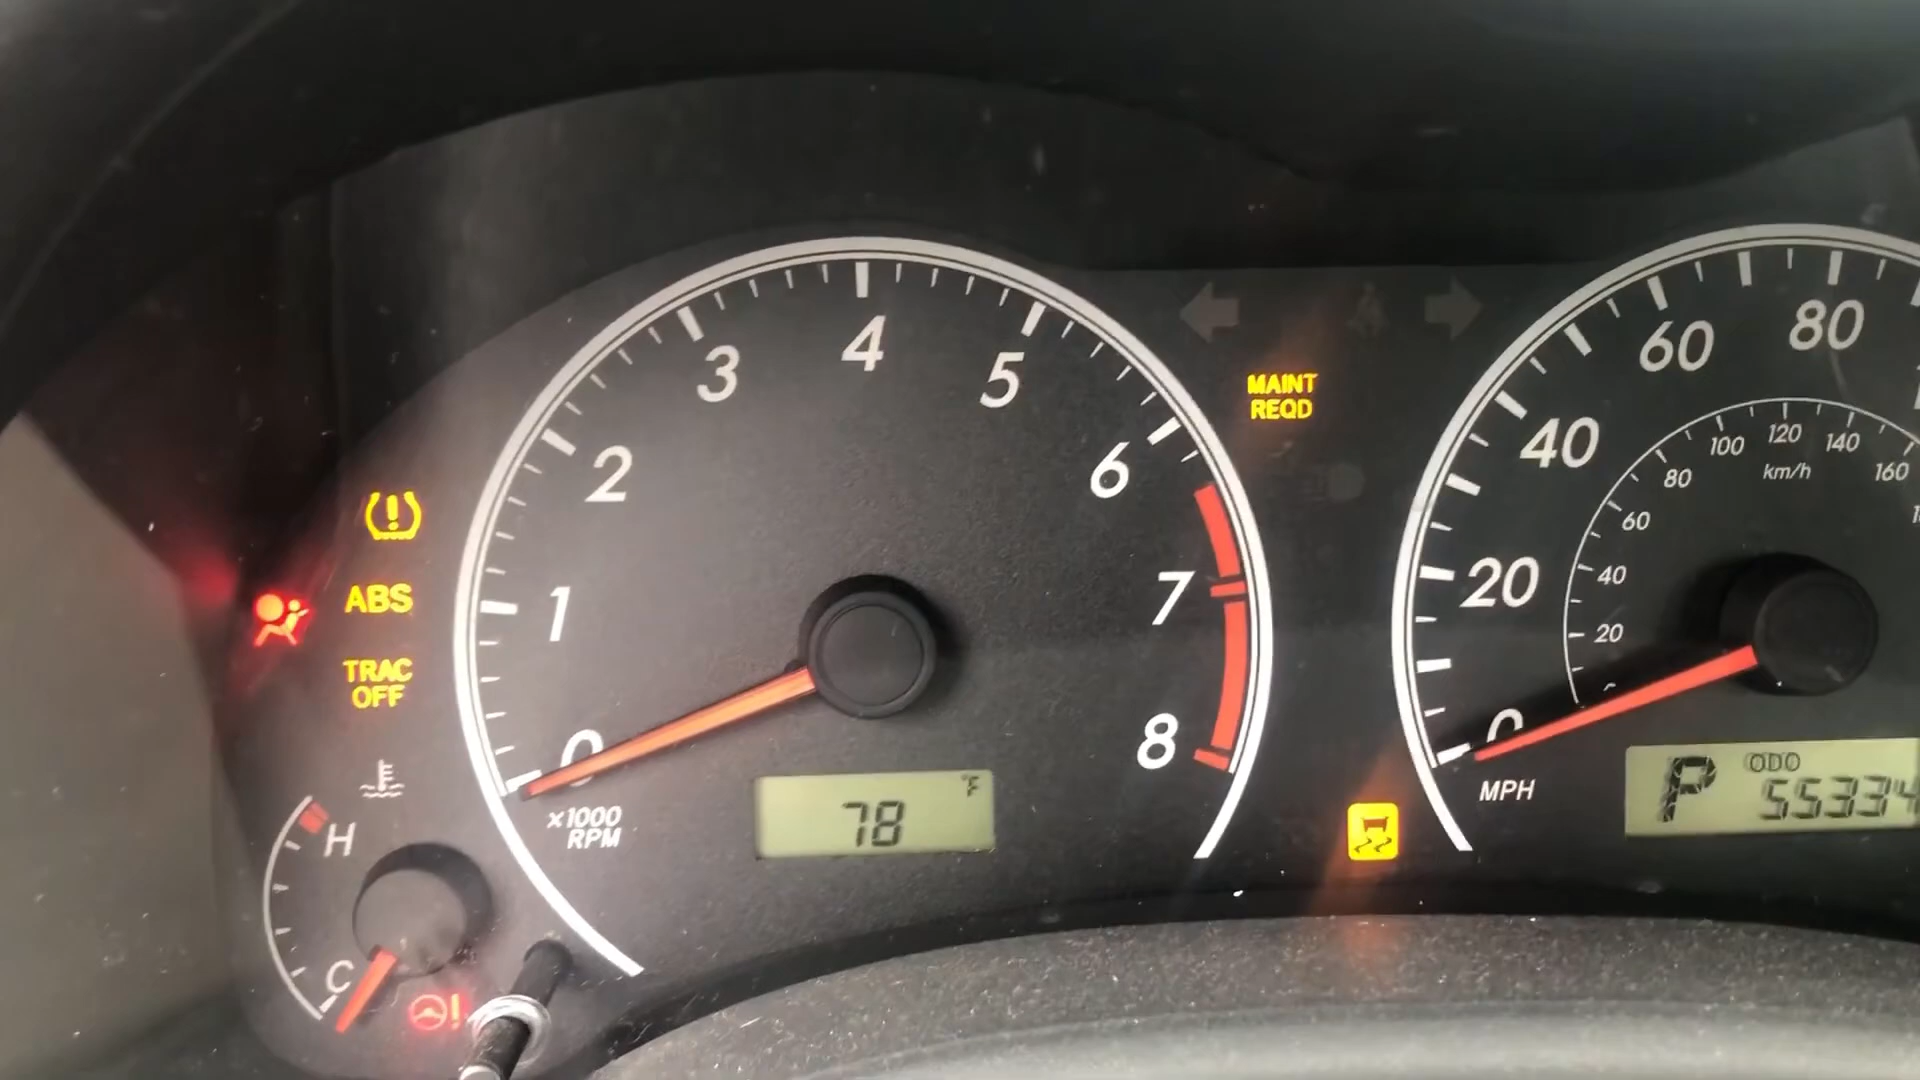 3 4 5
2 6
1 7
0 8
x1000
RPM
78 °F
ABS
TRAC
OFF
H
C
MAINT
REQD
60 80
40
20
0
MPH
100 120 140
80 160
60
40
20
km/h
P ODO
55334